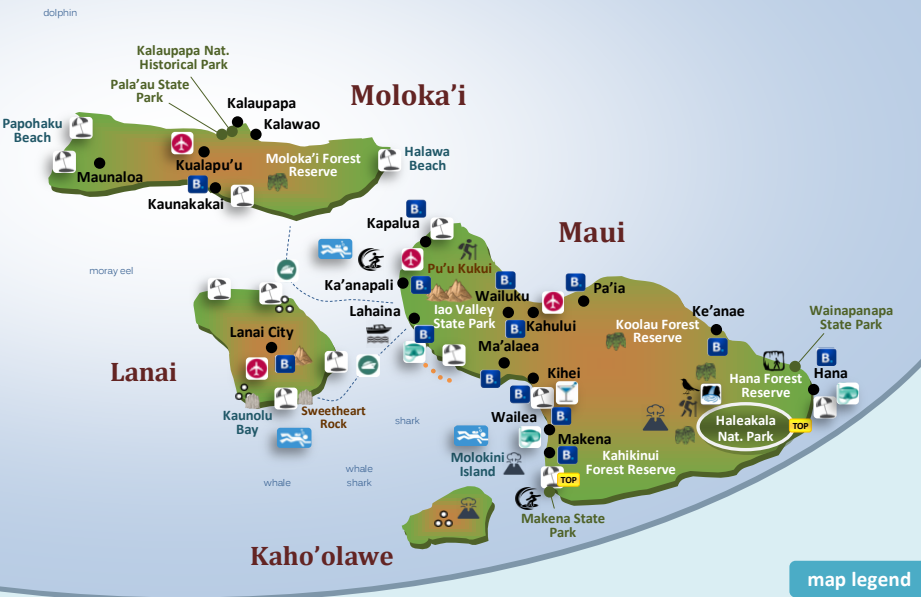 dolphin
Kalaupapa Nat.
Historical Park
Pala'au State
Park
Kalaupapa
Moloka'i
Kalawao
Papohaku
Beach
Halawa
Beach
Moloka'i Forest
Reserve
Kualapu'u
Maunaloa
Kaunakakai
B.
B.
Kapalua
Maui
moray eel
Pu'u Kukui
Ka'anapali
B.
B.
B.
Pa'ia
Wailuku
Lahaina
Iao Valley
State Park
Kahului
B.
Koolau Forest
Reserve
Ke'anae
Wainapanapa
State Park
Lanai City
B.
Ma'alaea
B.
B.
B.
Hana
Lanai
B.
Kihei
Hana Forest
Reserve
B.
Kaunolu
Bay
Sweetheart
Rock
shark
Wailea
B.
Haleakala
Nat. Park
TOP
Makena
B.
Molokini
Island
Kahikinui
Forest Reserve
whale
shark
whale
TOP
Makena State
Park
Kaho'olawe
map legend